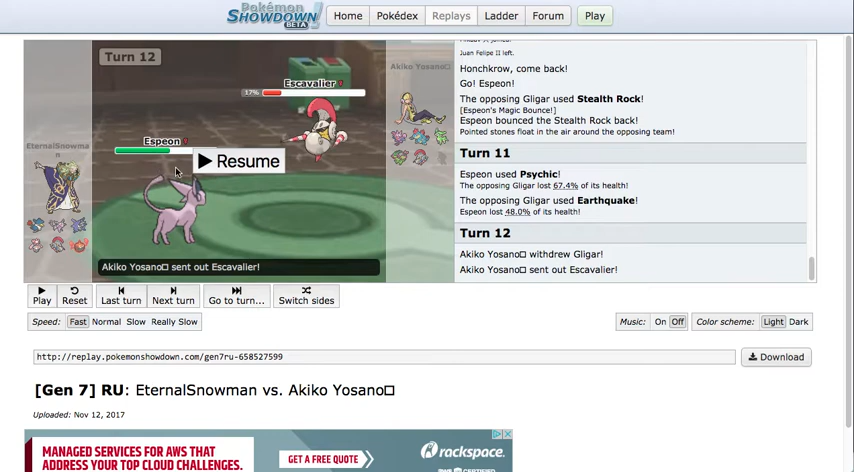 Pokémon
SHOWDOWN!
BETA
Home
Pokédex
Replays
Ladder
Forum
Play
Turn 12
Escavalier
17%
Espeon
EternalSnowma
n
Akiko Yosano□
Resume
Akiko Yosano□ sent out Escavalier!
Juan Felipe II left.
Honchkrow, come back!
Go! Espeon!
The opposing Gligar used Stealth Rock!
[Espeon's Magic Bounce!]
Espeon bounced the Stealth Rock back!
Pointed stones float in the air around the opposing team!
Turn 11
Espeon used Psychic!
The opposing Gligar lost 67.4% of its health!
The opposing Gligar used Earthquake!
Espeon lost 48.0% of its health!
Turn 12
Akiko Yosano□ withdrew Gligar!
Akiko Yosano□ sent out Escavalier!
Play
Reset
Last turn
Next turn
Go to turn...
Switch sides
Speed: Fast Normal Slow Really Slow
Music: On Off
Color scheme: Light Dark
http://replay.pokemonshowdown.com/gen7ru-658527599
Download
[Gen 7] RU: EternalSnowman vs. Akiko Yosano□
Uploaded: Nov 12, 2017
MANAGED SERVICES FOR AWS THAT
ADDRESS YOUR TOP CLOUD CHALLENGES.
GET A FREE QUOTE
rackspace.